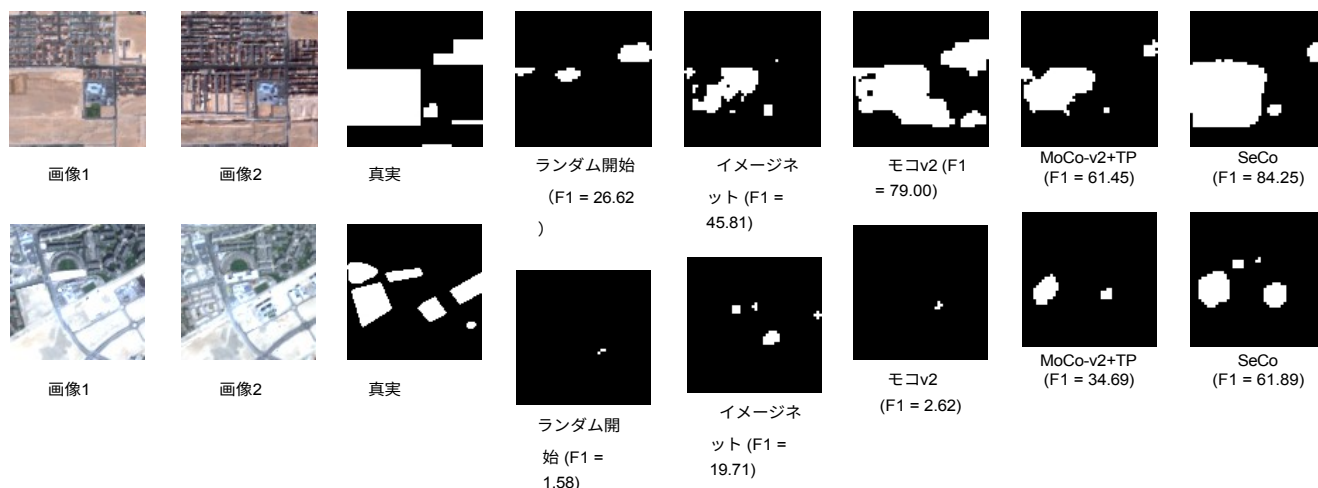 画像1
画像2
真実
ランダム開始
（F1 = 26.62
）
イメージネ
ット (F1 =
45.81)
モコv2 (F1
= 79.00)
MoCo-v2+TP
(F1 = 61.45)
SeCo
(F1 = 84.25)
画像1
画像2
真実
ランダム開
始 (F1 =
1.58)
イメージネ
ット (F1 =
19.71)
モコv2
(F1 = 2.62)
MoCo-v2+TP
(F1 = 34.69)
SeCo
(F1 = 61.89)